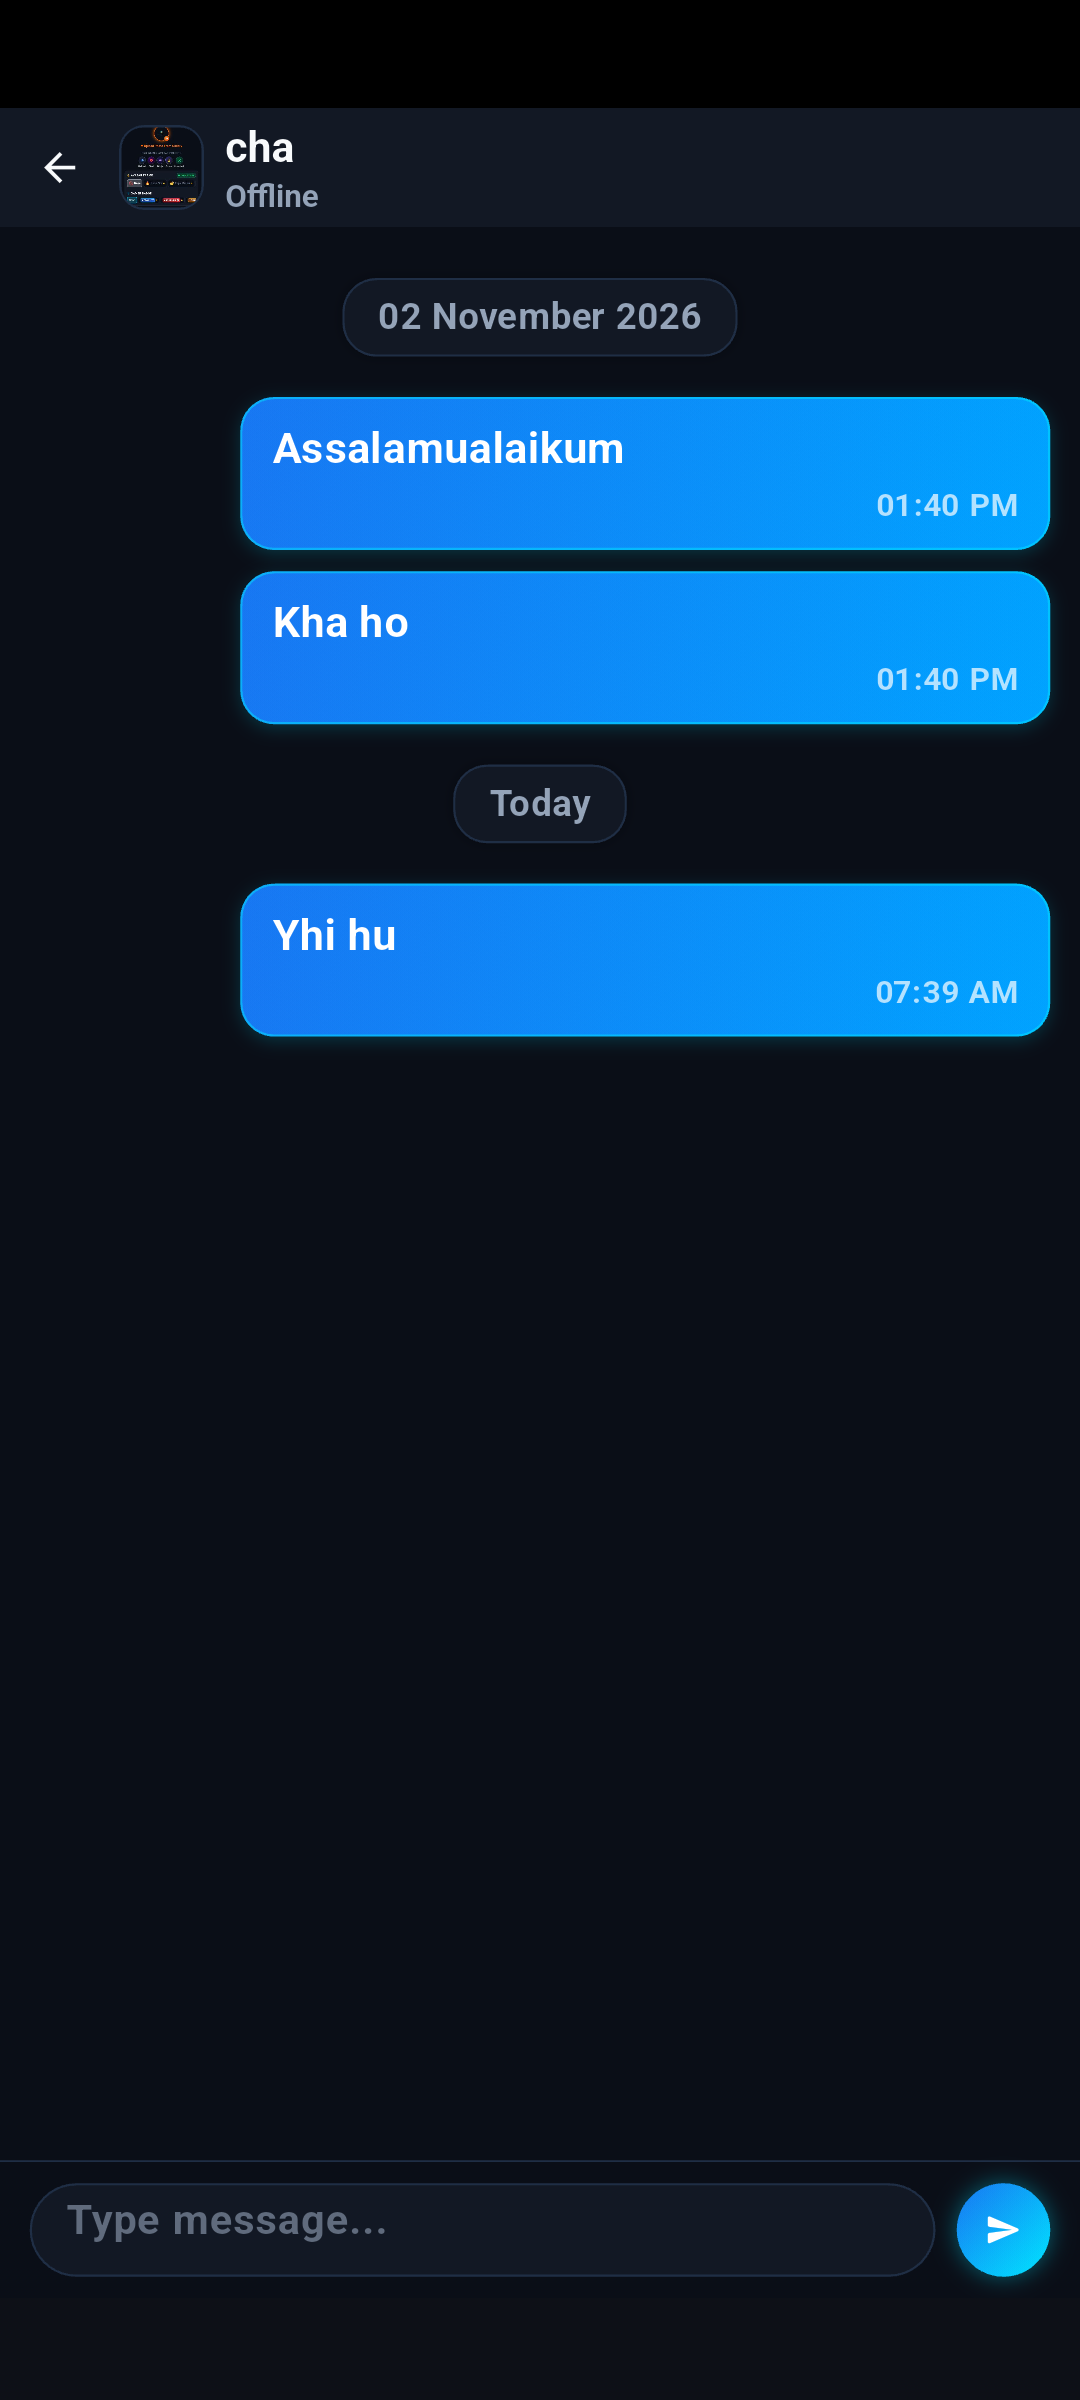 cha
Offline
02 November 2026
Assalamualaikum
01:40 PM
Kha ho
01:40 PM
Today
Yhi hu
07:39 AM
Type message...